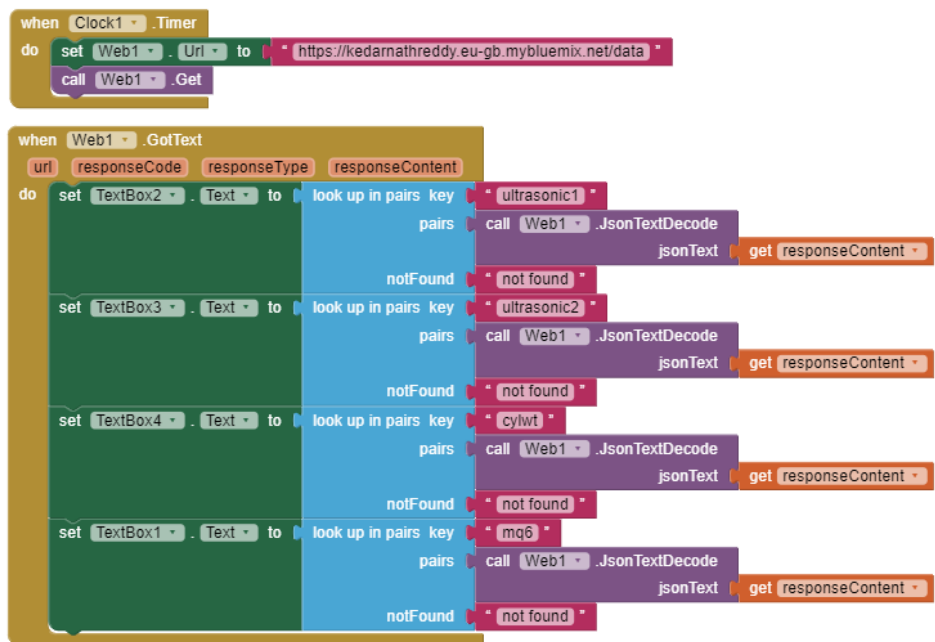 when Clock1 .Timer
do set Web1 . Url to " https://kedarnathreddy.eu-gb.mybluemix.net/data "
call Web1 .Get
when Web1 .GotText
url responseCode responseType responseContent
do set TextBox2 . Text to look up in pairs key " ultrasonic1 "
pairs call Web1 .JsonTextDecode
jsonText get responseContent
notFound " not found "
set TextBox3 . Text to look up in pairs key " ultrasonic2 "
pairs call Web1 .JsonTextDecode
jsonText get responseContent
notFound " not found "
set TextBox4 . Text to look up in pairs key " cylwt "
pairs call Web1 .JsonTextDecode
jsonText get responseContent
notFound " not found "
set TextBox1 . Text to look up in pairs key " mq6 "
pairs call Web1 .JsonTextDecode
jsonText get responseContent
notFound " not found "